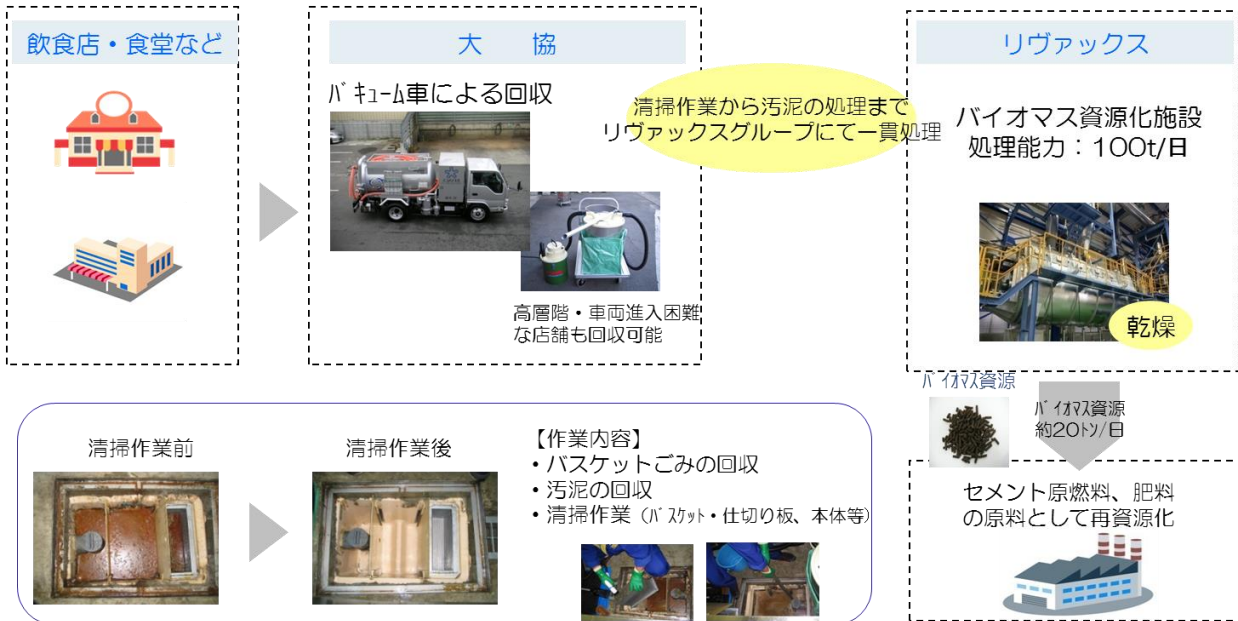 飲食店・食堂など
大　協
バキューム車による回収
高層階・車両進入困難
な店舗も回収可能
清掃作業から汚泥の処理まで
リヴァックスグループにて一貫処理
リヴァックス
バイオマス資源化施設
処理能力：100t/日
乾燥
バイオマス資源
バイオマス資源
約20トン/日
セメント原燃料、肥料
の原料として再資源化
清掃作業前
清掃作業後
【作業内容】
・バスケットごみの回収
・汚泥の回収
・清掃作業（バスケット・仕切り板、本体等）